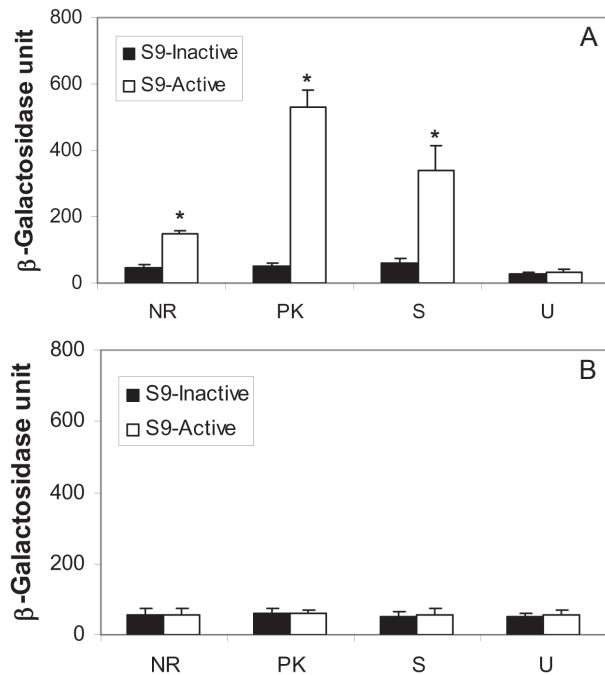 A
800
600
400
200
0
β-Galactosidase unit
S9-Inactive
S9-Active
*
*
*
NR PK S U
B
800
600
400
200
0
β-Galactosidase unit
S9-Inactive
S9-Active
NR PK S U